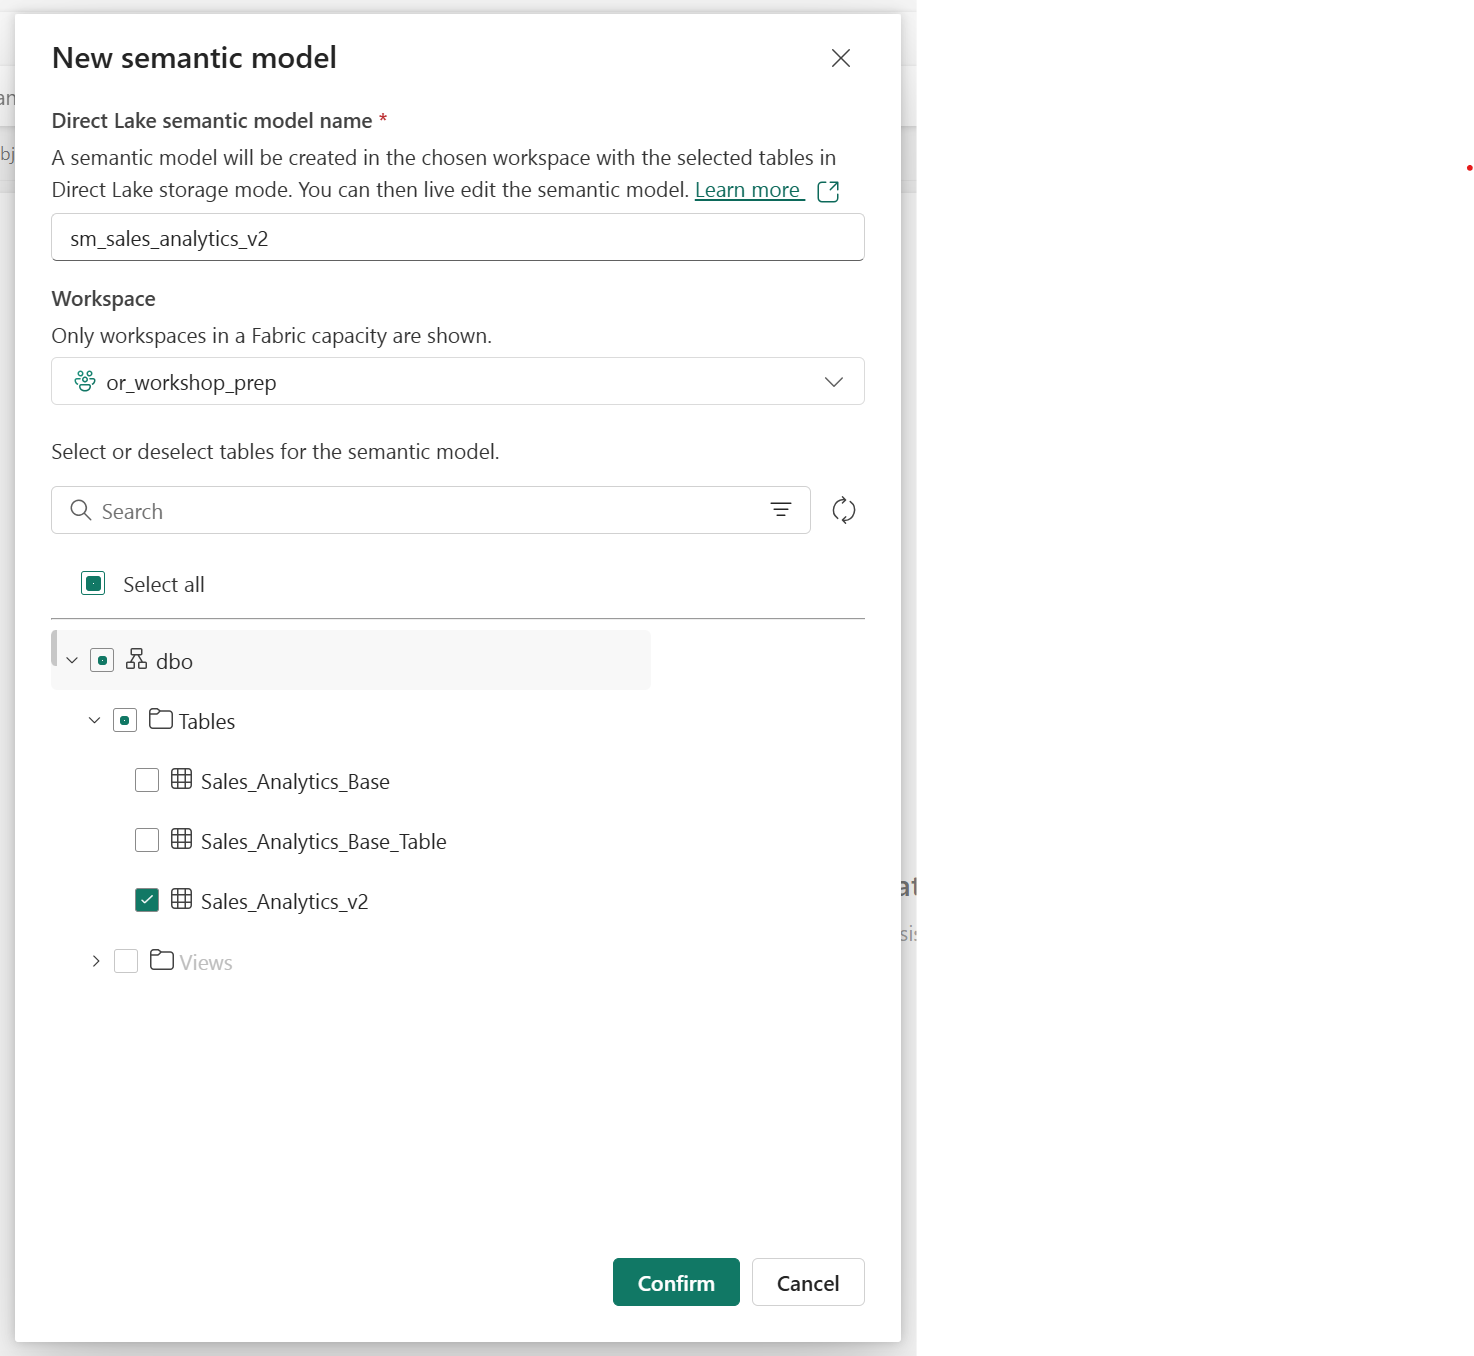 New semantic model
Direct Lake semantic model name *
A semantic model will be created in the chosen workspace with the selected tables in
Direct Lake storage mode. You can then live edit the semantic model. Learn more
sm_sales_analytics_v2
Workspace
Only workspaces in a Fabric capacity are shown.
or_workshop_prep
Select or deselect tables for the semantic model.
Search
Select all
dbo
Tables
Sales_Analytics_Base
Sales_Analytics_Base_Table
Sales_Analytics_v2
Views
Confirm Cancel